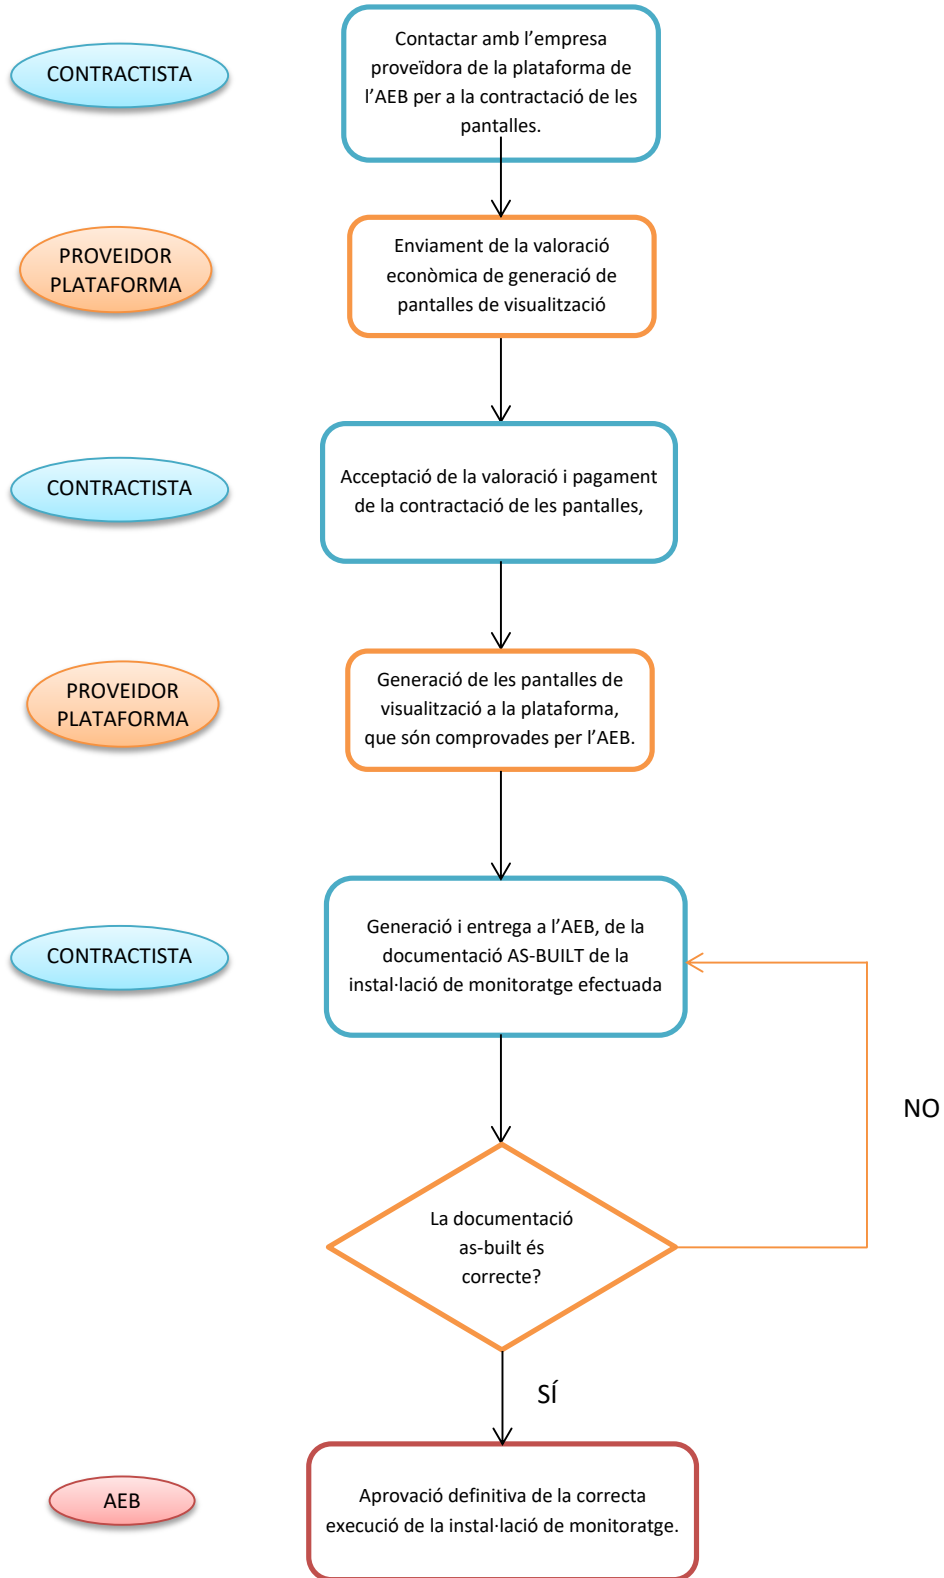 CONTRACTISTA
Contactar amb l’empresa
proveïdora de la plataforma de
l’AEB per a la contractació de les
pantalles.
PROVEIDOR
PLATAFORMA
Enviament de la valoració
econòmica de generació de
pantalles de visualització
CONTRACTISTA
Acceptació de la valoració i pagament
de la contractació de les pantalles,
PROVEIDOR
PLATAFORMA
Generació de les pantalles de
visualització a la plataforma,
que són comprovades per l’AEB.
CONTRACTISTA
Generació i entrega a l’AEB, de la
documentació AS-BUILT de la
instal·lació de monitoratge efectuada
NO
La documentació
as-built és
correcte?
SÍ
AEB
Aprovació definitiva de la correcta
execució de la instal·lació de monitoratge.